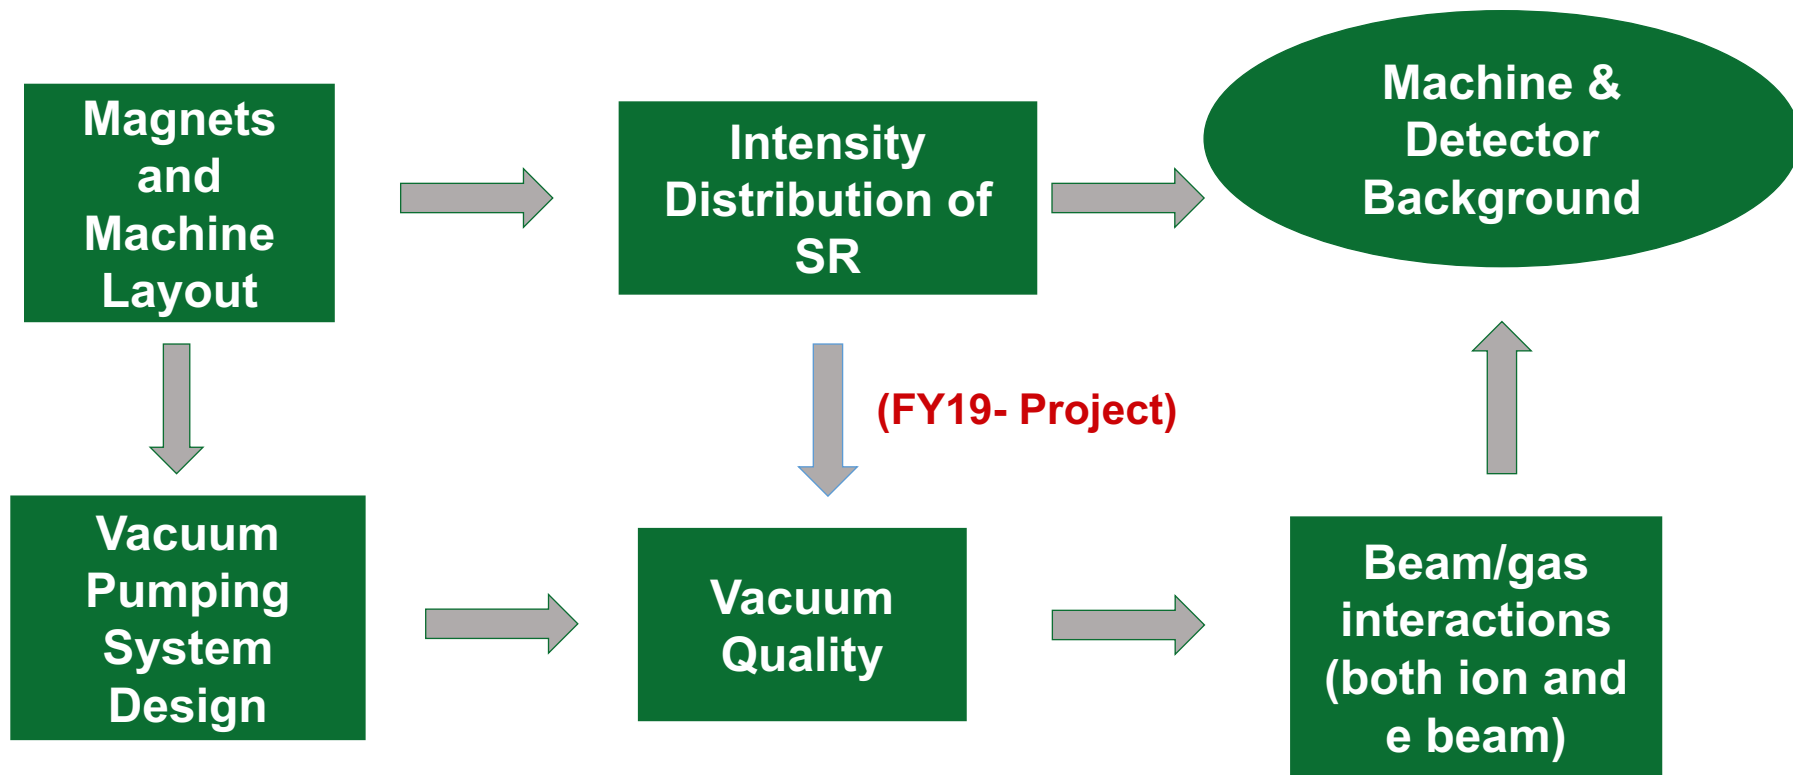 Magnets
and
Machine
Layout
Intensity
Distribution of
SR
Machine &
Detector
Background
(FY19- Project)
Vacuum
Pumping
System
Design
Vacuum
Quality
Beam/gas
interactions
(both ion and
e beam)